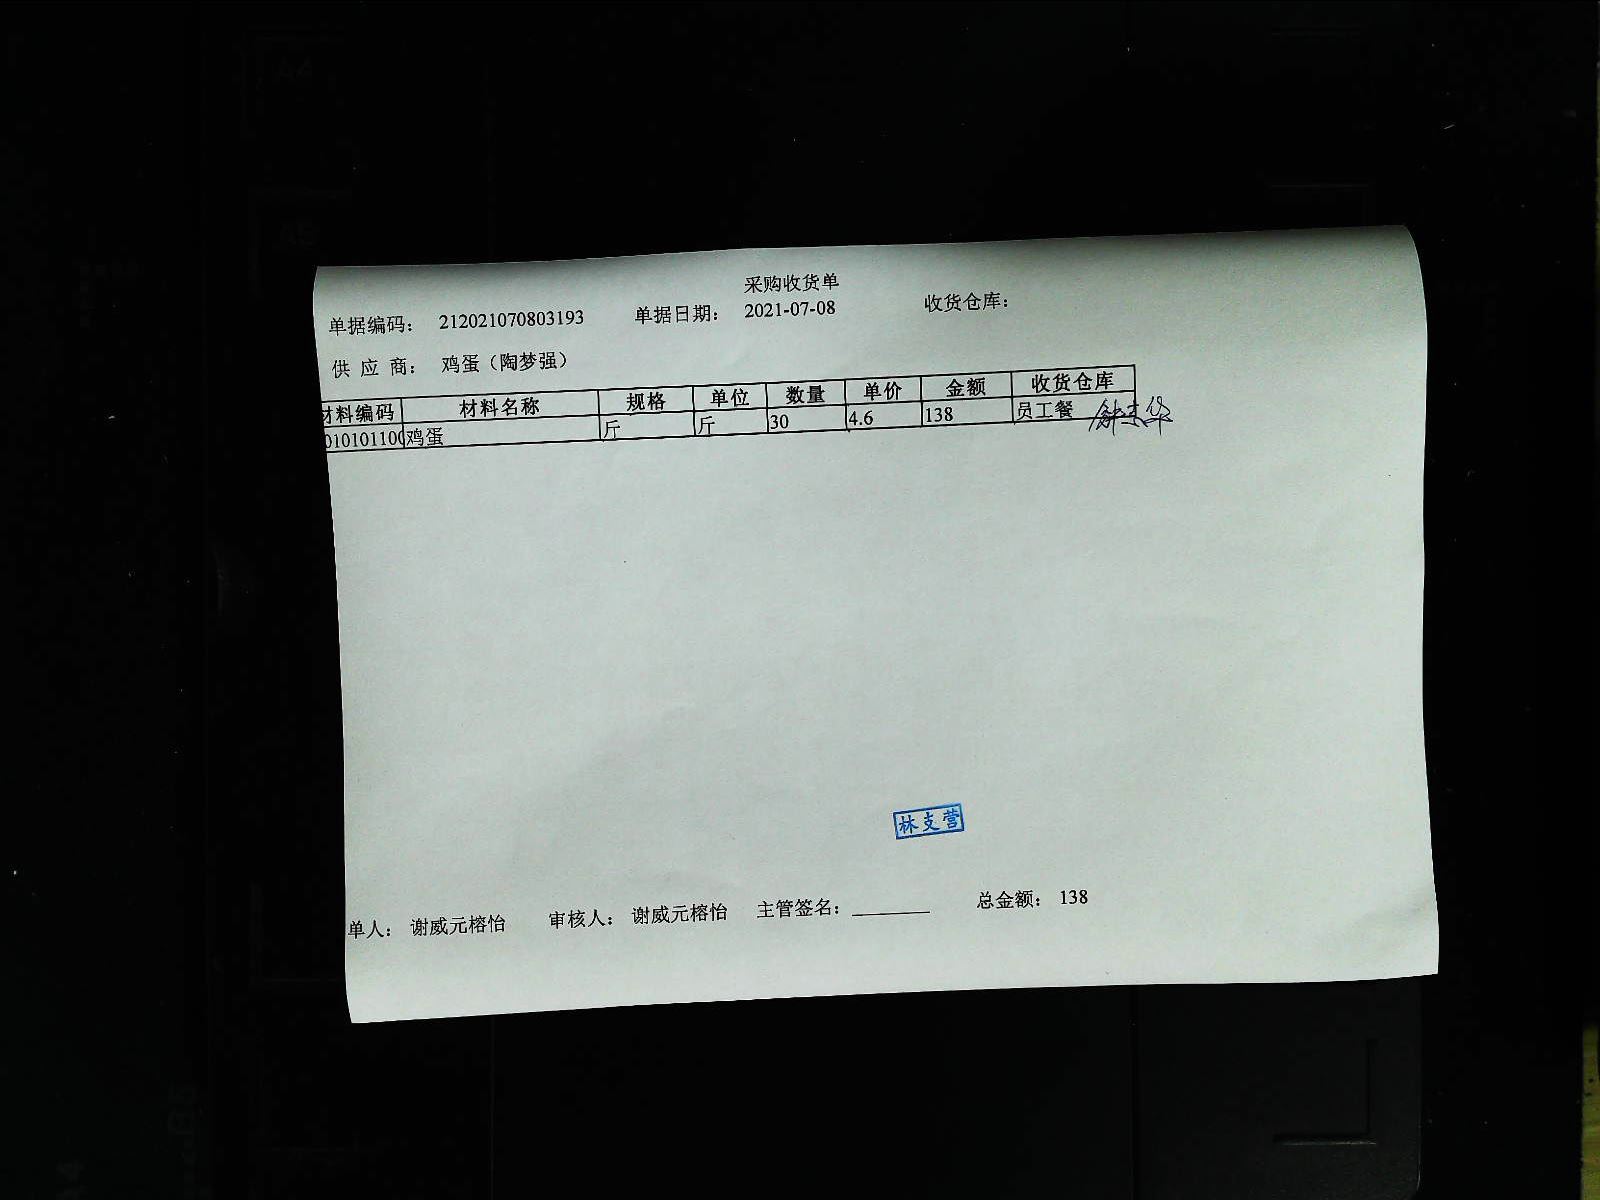 采购收货单
单据编码： 212021070803193 单据日期： 2021-07-08 收货仓库：
供 应 商： 鸡蛋（陶梦强）
材料编码 材料名称 规格 单位 数量 单价 金额 收货仓库
01010110 鸡蛋 斤 斤 30 4.6 138 员工餐
林支营
单人： 谢威元榕怡 审核人： 谢威元榕怡 主管签名： 总金额： 138